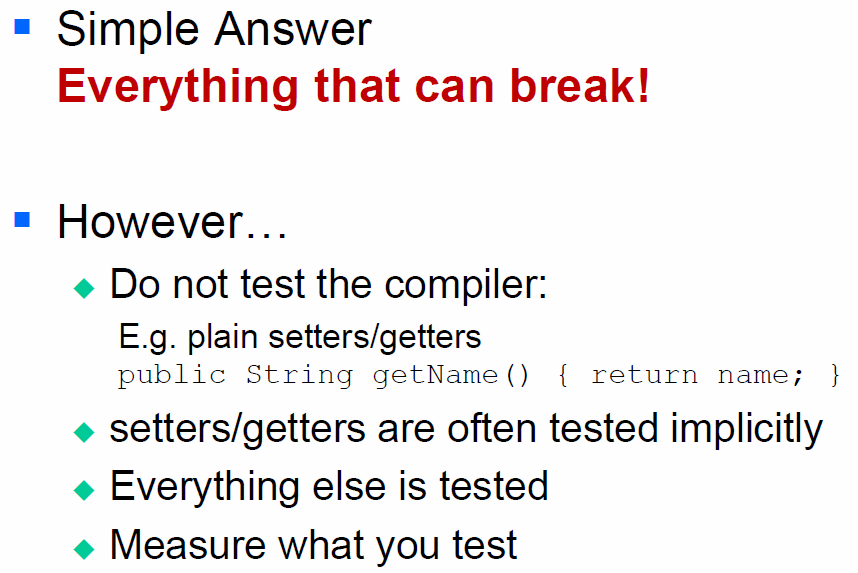 Simple Answer
Everything that can break!
However…
Do not test the compiler:
E.g. plain setters/getters
public String getName() { return name; }
setters/getters are often tested implicitly
Everything else is tested
Measure what you test